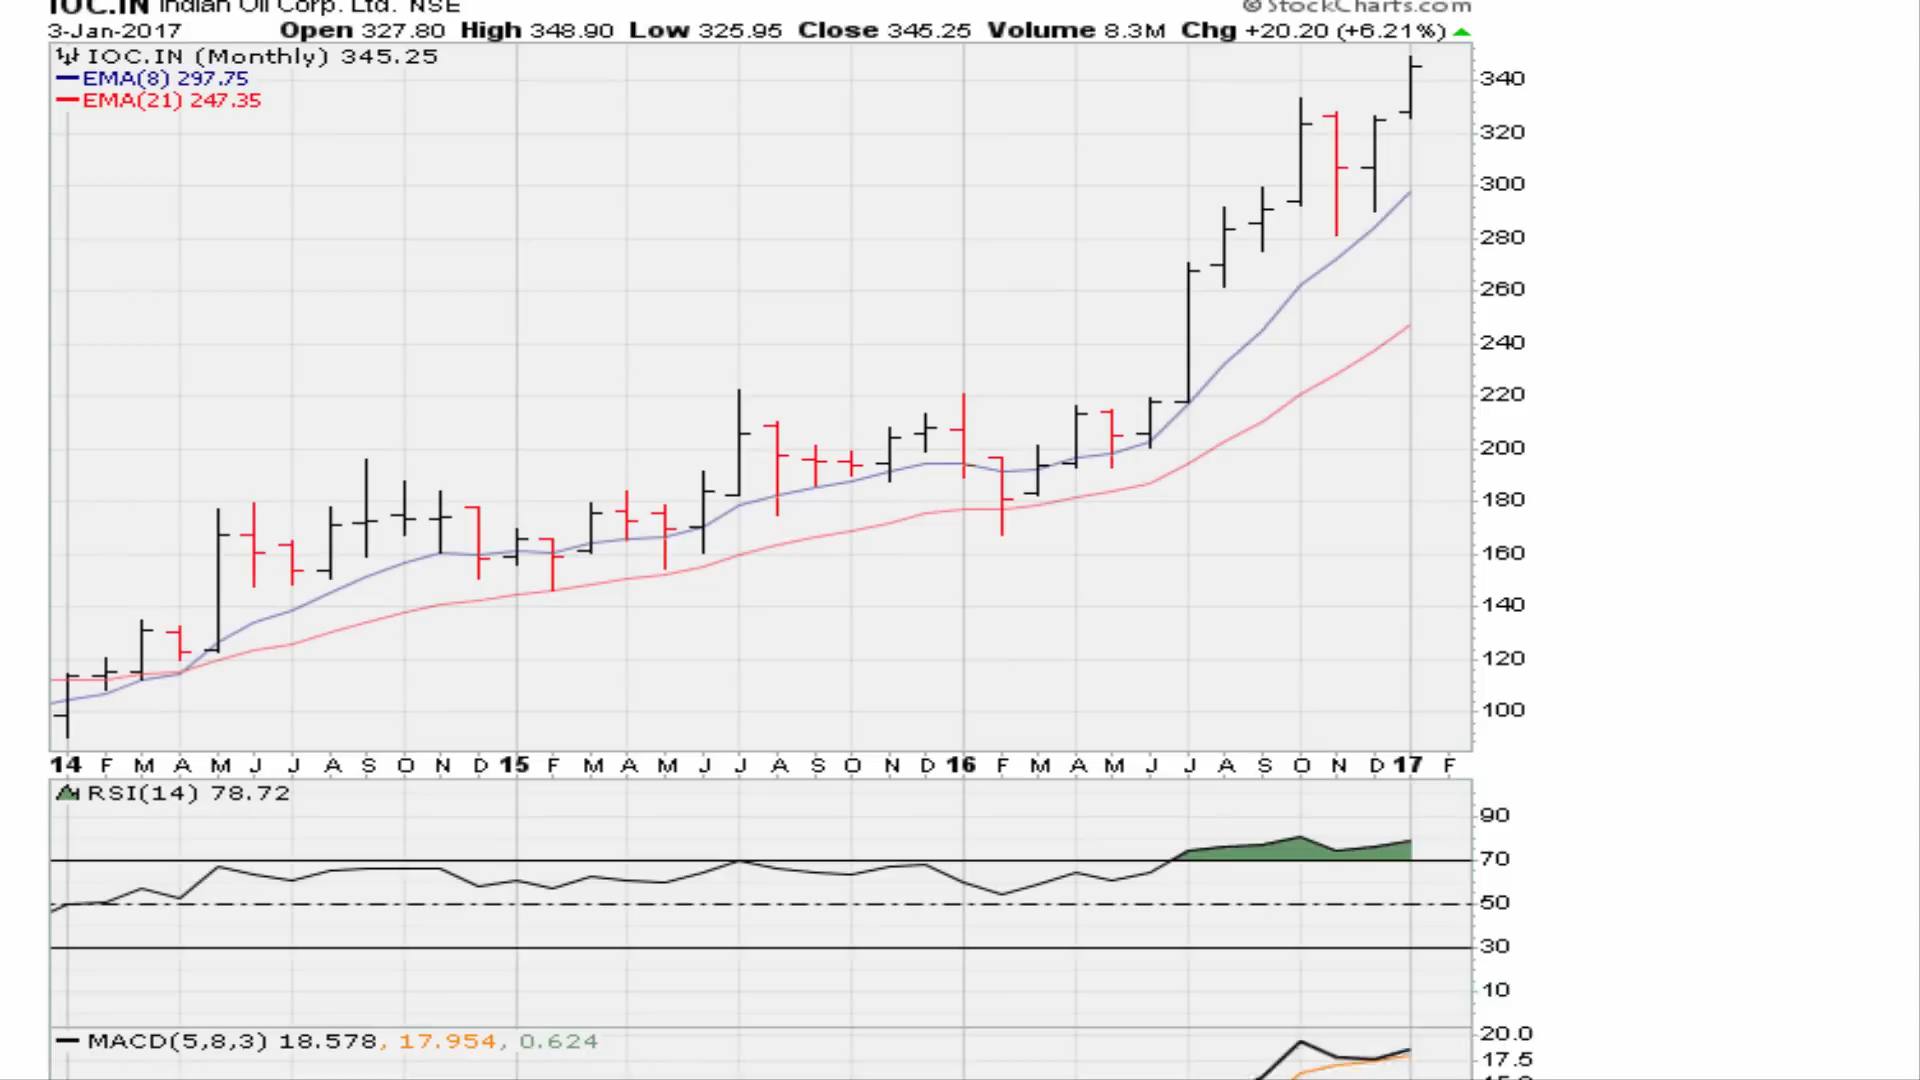 IOC.IN Indian Oil Corp. Ltd. NSE © StockCharts.com
3-Jan-2017 Open 327.80 High 348.90 Low 325.95 Close 345.25 Volume 8.3M Chg +20.20 (+6.21%)
IOC.IN (Monthly) 345.25
EMA(8) 297.75
EMA(21) 247.35
340
320
300
280
260
240
220
200
180
160
140
120
100
14 F M A M J J A S O N D 15 F M A M J J A S O N D 16 F M A M J J A S O N D 17 F
RSI(14) 78.72
90
70
50
30
10
MACD(5,8,3) 18.578, 17.954, 0.624
20.0
17.5